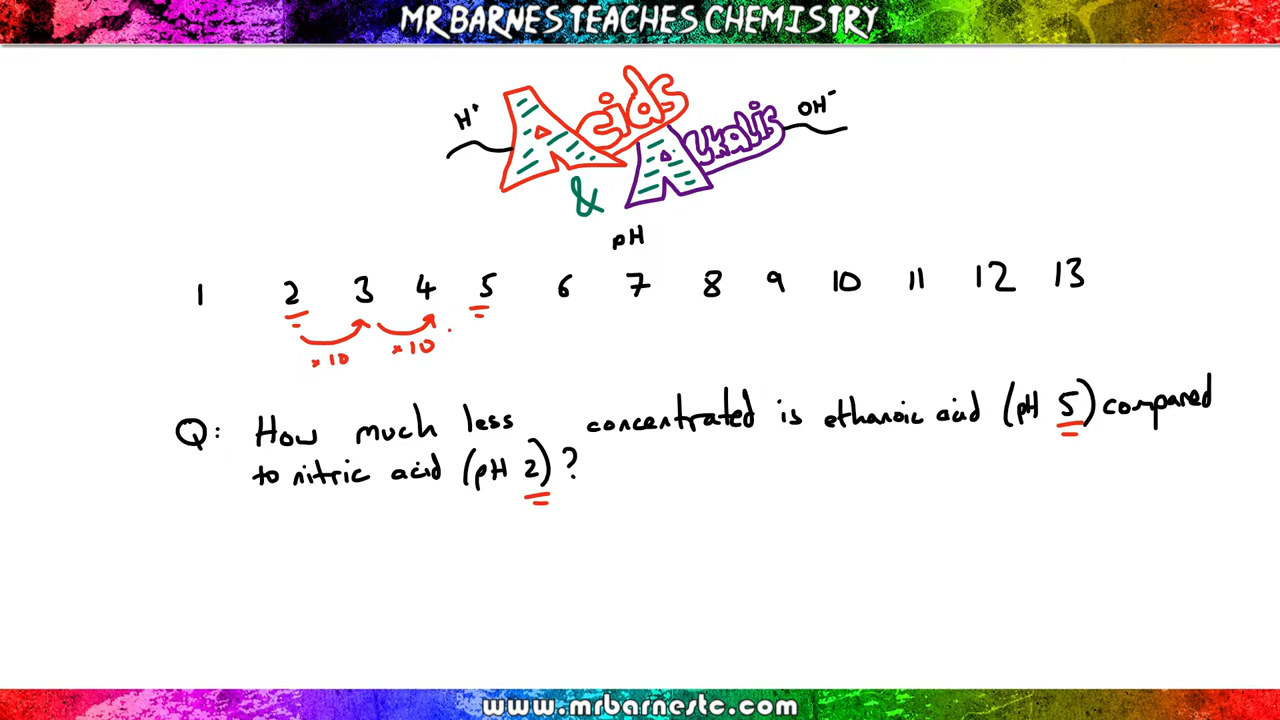 MR BARNES TEACHES CHEMISTRY
H⁺ Acids OH⁻
& Alkalis
pH
1 2 3 4 5 6 7 8 9 10 11 12 13
×10 ×10
Q: How much less concentrated is ethanoic acid (pH 5) compared
to nitric acid (pH 2)?
www.mrbarnestc.com